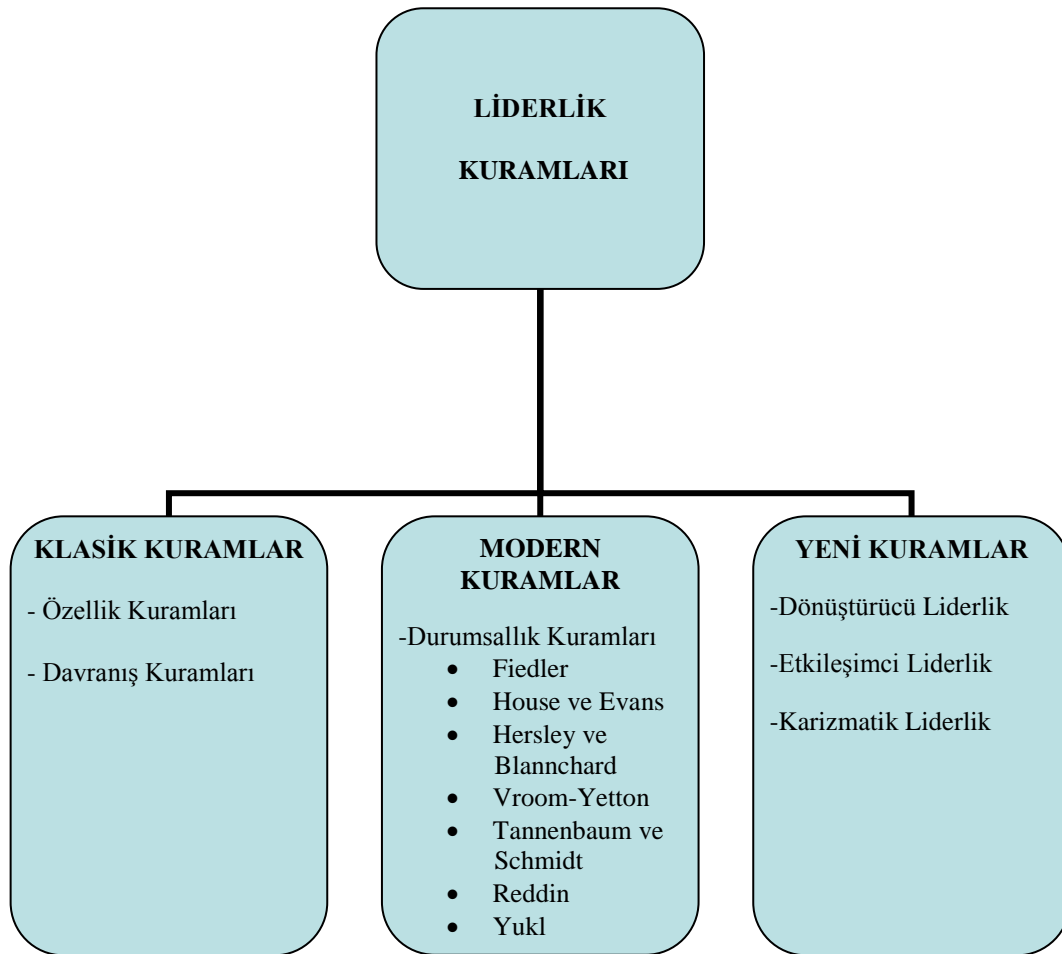 LİDERLİK
KURAMLARI
KLASİK KURAMLAR
- Özellik Kuramları
- Davranış Kuramları
MODERN
KURAMLAR
-Durumsallık Kuramları
• Fiedler
• House ve Evans
• Hersley ve
Blannchard
• Vroom-Yetton
• Tannenbaum ve
Schmidt
• Reddin
• Yukl
YENİ KURAMLAR
-Dönüştürücü Liderlik
-Etkileşimci Liderlik
-Karizmatik Liderlik